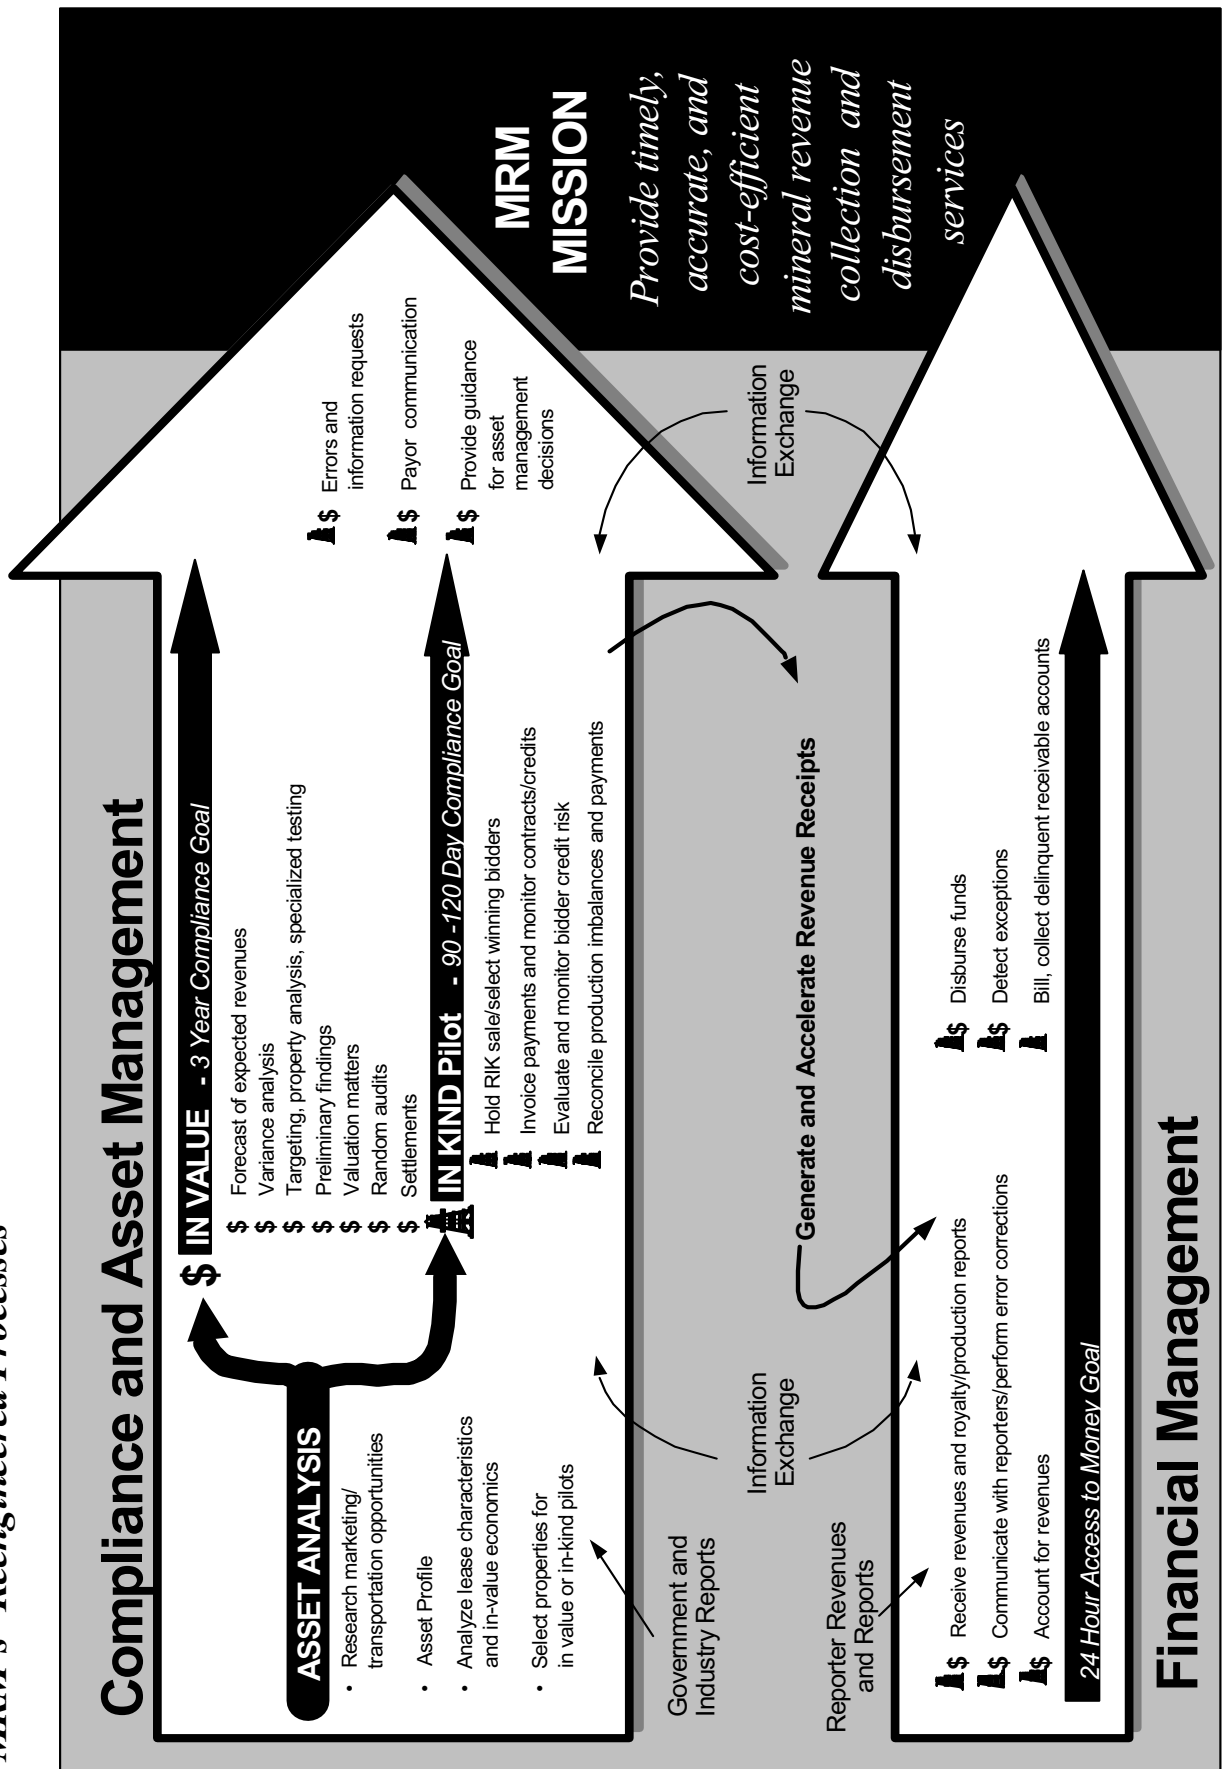 MRM's Reengineered Processes
Compliance and Asset Management
$ IN VALUE - 3 Year Compliance Goal
$ Forecast of expected revenues
$ Variance analysis
$ Targeting, property analysis, specialized testing
$ Preliminary findings
$ Valuation matters
$ Random audits
$ Settlements
ASSET ANALYSIS
• Research marketing/
transportation opportunities
• Asset Profile
• Analyze lease characteristics
and in-value economics
• Select properties for
in value or in-kind pilots
IN KIND Pilot - 90 -120 Day Compliance Goal
Hold RIK sale/select winning bidders
Invoice payments and monitor contracts/credits
Evaluate and monitor bidder credit risk
Reconcile production imbalances and payments
$ Errors and
information requests
$ Payor communication
$ Provide guidance
for asset
management
decisions
MRM
MISSION
Provide timely,
accurate, and
cost-efficient
mineral revenue
collection and
disbursement
services
Government and
Industry Reports
Information
Exchange
Information
Exchange
Generate and Accelerate Revenue Receipts
Reporter Revenues
and Reports
$ Receive revenues and royalty/production reports
$ Communicate with reporters/perform error corrections
$ Account for revenues
$ Disburse funds
$ Detect exceptions
Bill, collect delinquent receivable accounts
24 Hour Access to Money Goal
Financial Management